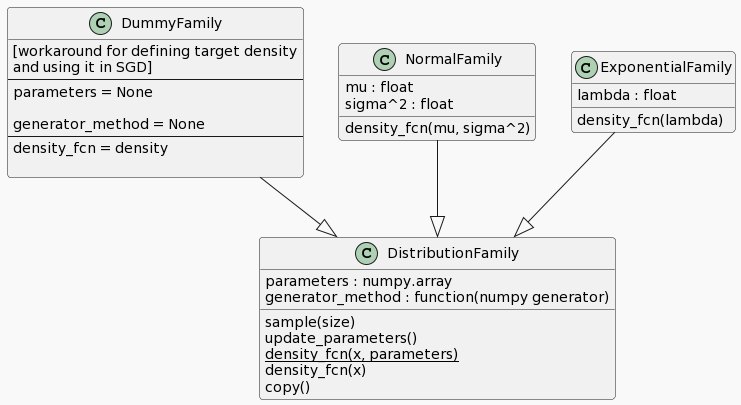 C DummyFamily
[workaround for defining target density
and using it in SGD]
parameters = None
generator_method = None
density_fcn = density
C NormalFamily
mu : float
sigma^2 : float
density_fcn(mu, sigma^2)
C ExponentialFamily
lambda : float
density_fcn(lambda)
C DistributionFamily
parameters : numpy.array
generator_method : function(numpy generator)
sample(size)
update_parameters()
density_fcn(x, parameters)
density_fcn(x)
copy()